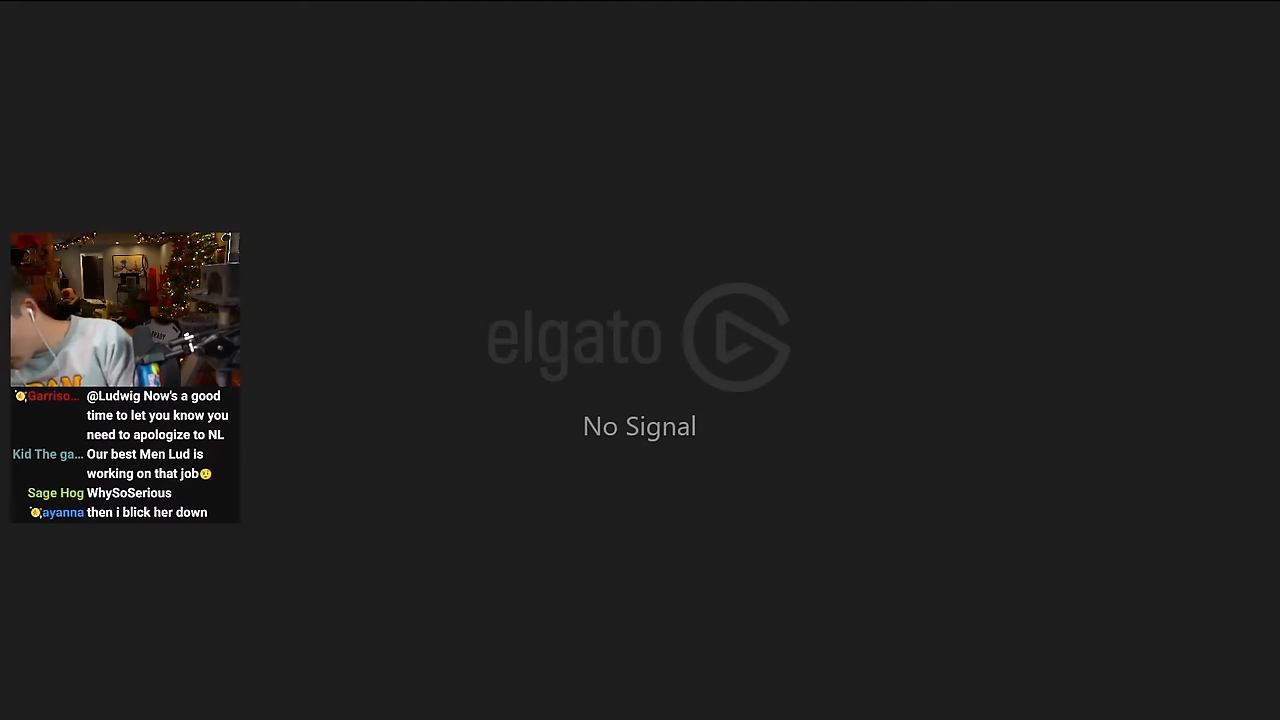 elgato
No Signal
Garriso... @Ludwig Now's a good
time to let you know you
need to apologize to NL
Kid The ga... Our best Men Lud is
working on that job😟
Sage Hog WhySoSerious
ayanna then i blick her down